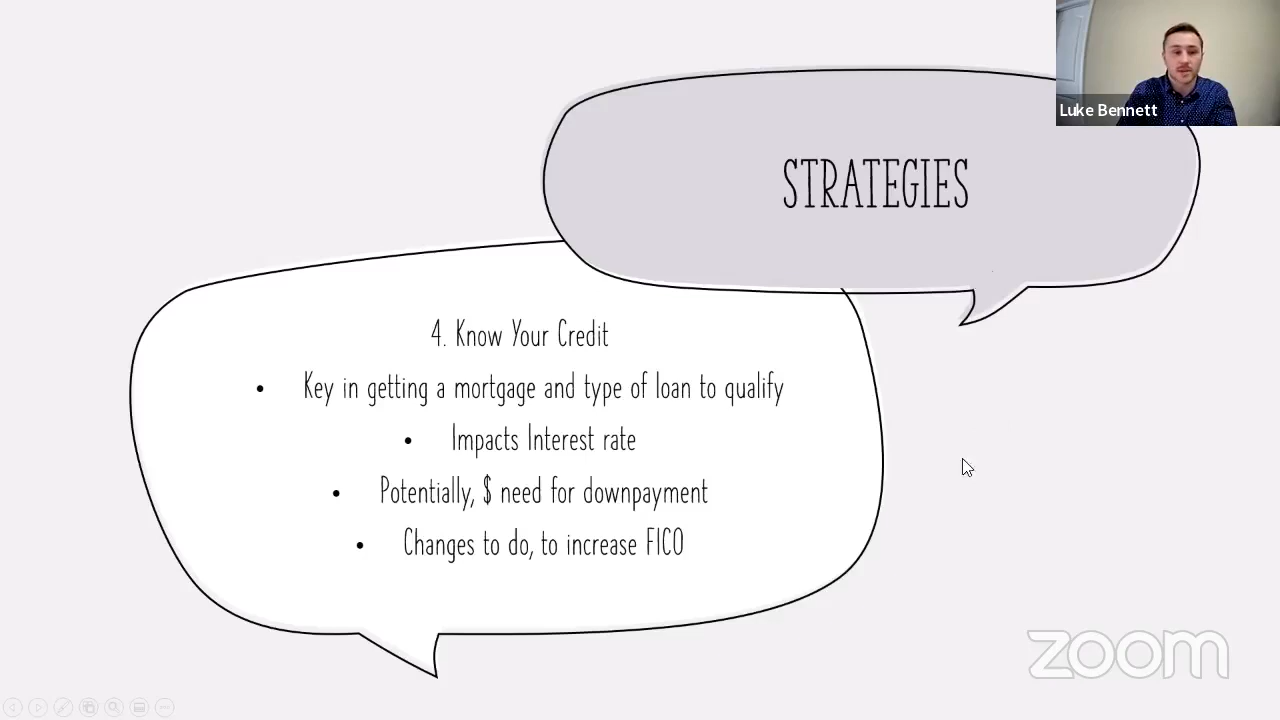 Luke Bennett
STRATEGIES
4. Know Your Credit
• Key in getting a mortgage and type of loan to qualify
• Impacts Interest rate
• Potentially, $ need for downpayment
• Changes to do, to increase FICO
zoom